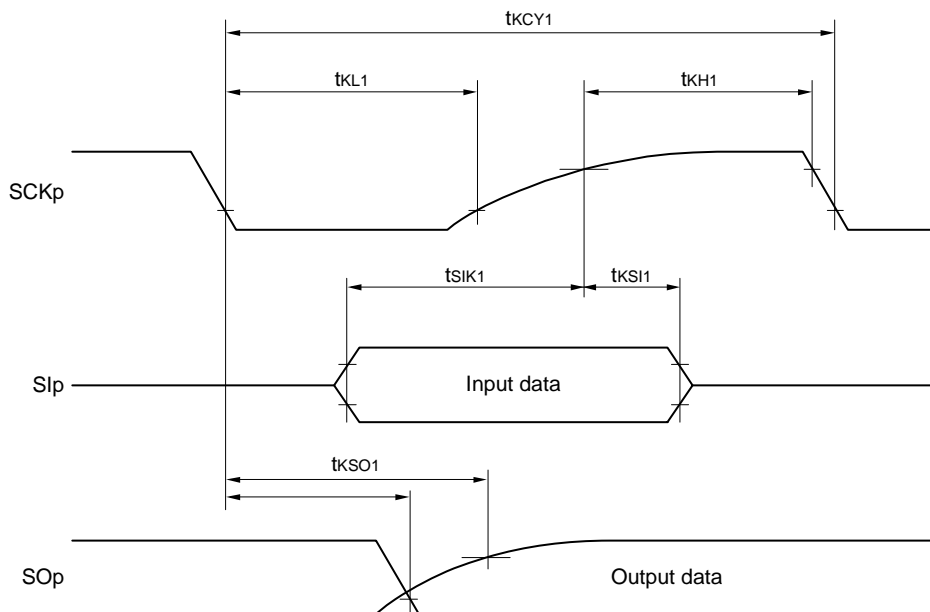 tKCY1
tKL1
tKH1
SCKp
tSIK1
tKSI1
SIp
Input data
tKSO1
SOp
Output data